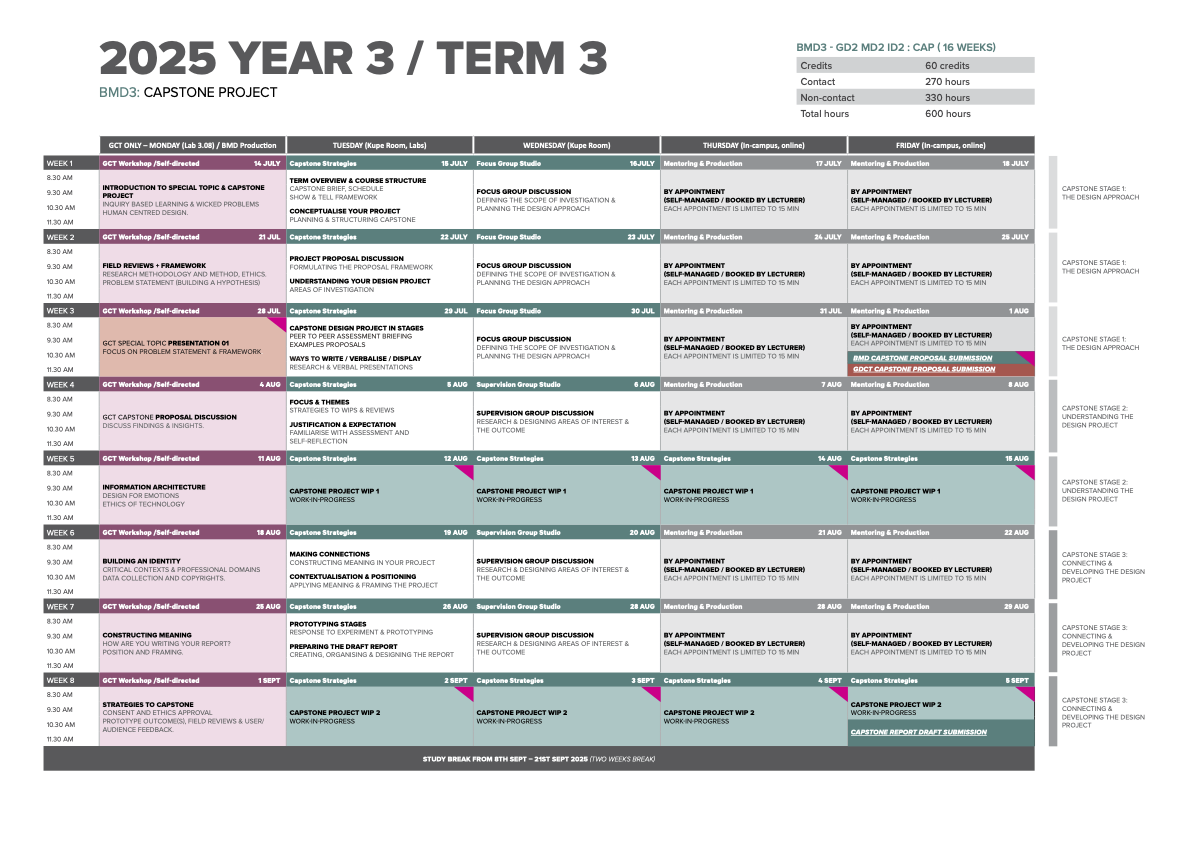 2025 YEAR 3 / TERM 3
BMD3: CAPSTONE PROJECT
BMD3 - GD2 MD2 ID2 : CAP ( 16 WEEKS)
Credits 60 credits
Contact 270 hours
Non-contact 330 hours
Total hours 600 hours
GCT ONLY – MONDAY (Lab 3.08) / BMD Production
TUESDAY (Kupe Room, Labs)
WEDNESDAY (Kupe Room)
THURSDAY (in-campus, online)
FRIDAY (in-campus, online)
WEEK 1
8.30 AM
9.30 AM
10.30 AM
11.30 AM
GCT Workshop /Self-directed 14 JULY
INTRODUCTION TO SPECIAL TOPIC & CAPSTONE
PROJECT
INQUIRY BASED LEARNING & WICKED PROBLEMS
HUMAN CENTRED DESIGN.
Capstone Strategies 15 JULY
TERM OVERVIEW & COURSE STRUCTURE
CAPSTONE BRIEF, SCHEDULE
SHOW & TELL FRAMEWORK
CONCEPTUALISE YOUR PROJECT
PLANNING & STRUCTURING CAPSTONE
Focus Group Studio 16JULY
FOCUS GROUP DISCUSSION
DEFINING THE SCOPE OF INVESTIGATION &
PLANNING THE DESIGN APPROACH
Mentoring & Production 17 JULY
BY APPOINTMENT
(SELF-MANAGED / BOOKED BY LECTURER)
EACH APPOINTMENT IS LIMITED TO 15 MIN
Mentoring & Production 18 JULY
BY APPOINTMENT
(SELF-MANAGED / BOOKED BY LECTURER)
EACH APPOINTMENT IS LIMITED TO 15 MIN
CAPSTONE STAGE 1:
THE DESIGN APPROACH
WEEK 2
8.30 AM
9.30 AM
10.30 AM
11.30 AM
GCT Workshop /Self-directed 21 JUL
FIELD REVIEWS + FRAMEWORK
RESEARCH METHODOLOGY AND METHOD, ETHICS.
PROBLEM STATEMENT (BUILDING A HYPOTHESIS)
Capstone Strategies 22 JULY
PROJECT PROPOSAL DISCUSSION
FORMULATING THE PROPOSAL FRAMEWORK
UNDERSTANDING YOUR DESIGN PROJECT
AREAS OF INVESTIGATION
Focus Group Studio 23 JULY
FOCUS GROUP DISCUSSION
DEFINING THE SCOPE OF INVESTIGATION &
PLANNING THE DESIGN APPROACH
Mentoring & Production 24 JULY
BY APPOINTMENT
(SELF-MANAGED / BOOKED BY LECTURER)
EACH APPOINTMENT IS LIMITED TO 15 MIN
Mentoring & Production 25 JULY
BY APPOINTMENT
(SELF-MANAGED / BOOKED BY LECTURER)
EACH APPOINTMENT IS LIMITED TO 15 MIN
CAPSTONE STAGE 1:
THE DESIGN APPROACH
WEEK 3
8.30 AM
9.30 AM
10.30 AM
11.30 AM
GCT Workshop /Self-directed 28 JUL
GCT SPECIAL TOPIC PRESENTATION 01
FOCUS ON PROBLEM STATEMENT & FRAMEWORK
Capstone Strategies 29 JUL
CAPSTONE DESIGN PROJECT IN STAGES
PEER TO PEER ASSESSMENT BRIEFING
EXAMPLES PROPOSALS
WAYS TO WRITE / VERBALISE / DISPLAY
RESEARCH & VERBAL PRESENTATIONS
Focus Group Studio 30 JUL
FOCUS GROUP DISCUSSION
DEFINING THE SCOPE OF INVESTIGATION &
PLANNING THE DESIGN APPROACH
Mentoring & Production 31 JUL
BY APPOINTMENT
(SELF-MANAGED / BOOKED BY LECTURER)
EACH APPOINTMENT IS LIMITED TO 15 MIN
Mentoring & Production 1 AUG
BY APPOINTMENT
(SELF-MANAGED / BOOKED BY LECTURER)
EACH APPOINTMENT IS LIMITED TO 15 MIN
BMD CAPSTONE PROPOSAL SUBMISSION
GDCT CAPSTONE PROPOSAL SUBMISSION
CAPSTONE STAGE 1:
THE DESIGN APPROACH
WEEK 4
8.30 AM
9.30 AM
10.30 AM
11.30 AM
GCT Workshop /Self-directed 4 AUG
GCT CAPSTONE PROPOSAL DISCUSSION
DISCUSS FINDINGS & INSIGHTS.
Capstone Strategies 5 AUG
FOCUS & THEMES
STRATEGIES TO WIPS & REVIEWS
JUSTIFICATION & EXPECTATION
FAMILIARISE WITH ASSESSMENT AND
SELF-REFLECTION
Supervision Group Studio 6 AUG
SUPERVISION GROUP DISCUSSION
RESEARCH & DESIGNING AREAS OF INTEREST &
THE OUTCOME
Mentoring & Production 7 AUG
BY APPOINTMENT
(SELF-MANAGED / BOOKED BY LECTURER)
EACH APPOINTMENT IS LIMITED TO 15 MIN
Mentoring & Production 8 AUG
BY APPOINTMENT
(SELF-MANAGED / BOOKED BY LECTURER)
EACH APPOINTMENT IS LIMITED TO 15 MIN
CAPSTONE STAGE 2:
UNDERSTANDING THE
DESIGN PROJECT
WEEK 5
8.30 AM
9.30 AM
10.30 AM
11.30 AM
GCT Workshop /Self-directed 11 AUG
INFORMATION ARCHITECTURE
DESIGN FOR EMOTIONS
ETHICS OF TECHNOLOGY
Capstone Strategies 12 AUG
CAPSTONE PROJECT WIP 1
WORK-IN-PROGRESS
Capstone Strategies 13 AUG
CAPSTONE PROJECT WIP 1
WORK-IN-PROGRESS
Capstone Strategies 14 AUG
CAPSTONE PROJECT WIP 1
WORK-IN-PROGRESS
Capstone Strategies 15 AUG
CAPSTONE PROJECT WIP 1
WORK-IN-PROGRESS
CAPSTONE STAGE 2:
UNDERSTANDING THE
DESIGN PROJECT
WEEK 6
8.30 AM
9.30 AM
10.30 AM
11.30 AM
GCT Workshop /Self-directed 18 AUG
BUILDING AN IDENTITY
CRITICAL CONTEXTS & PROFESSIONAL DOMAINS
DATA COLLECTION AND COPYRIGHTS.
Capstone Strategies 19 AUG
MAKING CONNECTIONS
CONSTRUCTING MEANING IN YOUR PROJECT
CONTEXTUALISATION & POSITIONING
APPLYING MEANING & FRAMING THE PROJECT
Supervision Group Studio 20 AUG
SUPERVISION GROUP DISCUSSION
RESEARCH & DESIGNING AREAS OF INTEREST &
THE OUTCOME
Mentoring & Production 21 AUG
BY APPOINTMENT
(SELF-MANAGED / BOOKED BY LECTURER)
EACH APPOINTMENT IS LIMITED TO 15 MIN
Mentoring & Production 22 AUG
BY APPOINTMENT
(SELF-MANAGED / BOOKED BY LECTURER)
EACH APPOINTMENT IS LIMITED TO 15 MIN
CAPSTONE STAGE 3:
CONNECTING &
DEVELOPING THE DESIGN
PROJECT
WEEK 7
8.30 AM
9.30 AM
10.30 AM
11.30 AM
GCT Workshop /Self-directed 25 AUG
CONSTRUCTING MEANING
HOW ARE YOU WRITING YOUR REPORT?
POSITION AND FRAMING.
Capstone Strategies 26 AUG
PROTOTYPING STAGES
RESPONSE TO EXPERIMENT & PROTOTYPING
PREPARING THE DRAFT REPORT
CREATING, ORGANISING & DESIGNING THE REPORT
Supervision Group Studio 28 AUG
SUPERVISION GROUP DISCUSSION
RESEARCH & DESIGNING AREAS OF INTEREST &
THE OUTCOME
Mentoring & Production 28 AUG
BY APPOINTMENT
(SELF-MANAGED / BOOKED BY LECTURER)
EACH APPOINTMENT IS LIMITED TO 15 MIN
Mentoring & Production 29 AUG
BY APPOINTMENT
(SELF-MANAGED / BOOKED BY LECTURER)
EACH APPOINTMENT IS LIMITED TO 15 MIN
CAPSTONE STAGE 3:
CONNECTING &
DEVELOPING THE DESIGN
PROJECT
WEEK 8
8.30 AM
9.30 AM
10.30 AM
11.30 AM
GCT Workshop /Self-directed 1 SEPT
STRATEGIES TO CAPSTONE
CONSENT AND ETHICS APPROVAL
PROTOTYPE OUTCOME(S), FIELD REVIEWS & USER/
AUDIENCE FEEDBACK.
Capstone Strategies 2 SEPT
CAPSTONE PROJECT WIP 2
WORK-IN-PROGRESS
Capstone Strategies 3 SEPT
CAPSTONE PROJECT WIP 2
WORK-IN-PROGRESS
Capstone Strategies 4 SEPT
CAPSTONE PROJECT WIP 2
WORK-IN-PROGRESS
Capstone Strategies 5 SEPT
CAPSTONE PROJECT WIP 2
WORK-IN-PROGRESS
CAPSTONE REPORT DRAFT SUBMISSION
CAPSTONE STAGE 3:
CONNECTING &
DEVELOPING THE DESIGN
PROJECT
STUDY BREAK FROM 8TH SEPT – 21ST SEPT 2025 (TWO WEEKS BREAK)